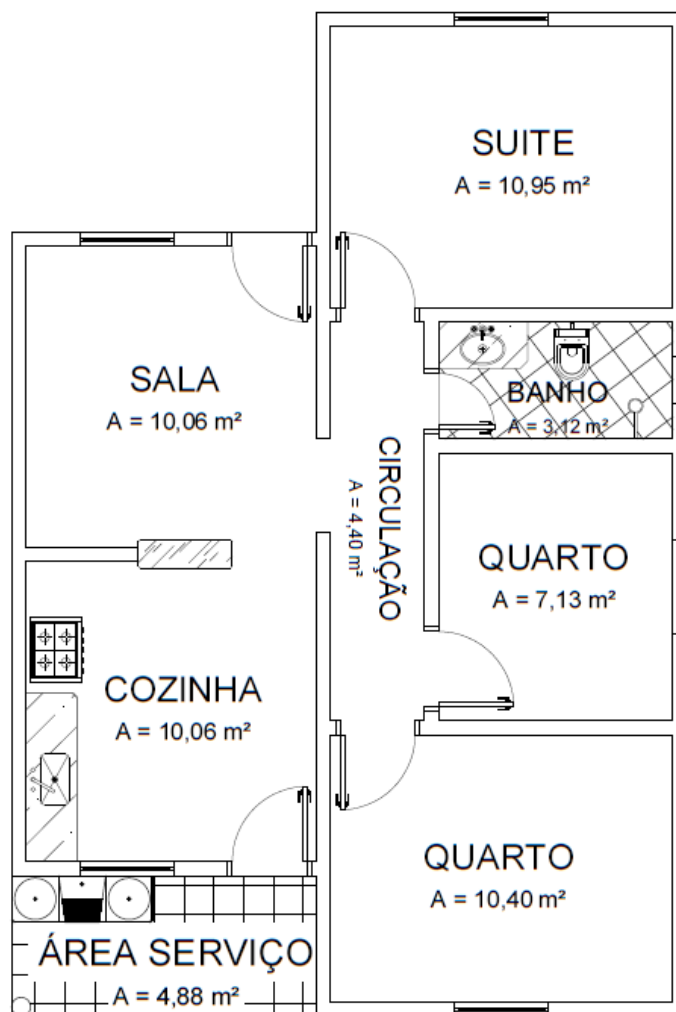 SUITE
A = 10,95 m²
SALA
A = 10,06 m²
BANHO
A = 3,12 m²
CIRCULAÇÃO
A = 4,40 m²
QUARTO
A = 7,13 m²
COZINHA
A = 10,06 m²
QUARTO
A = 10,40 m²
ÁREA SERVIÇO
A = 4,88 m²